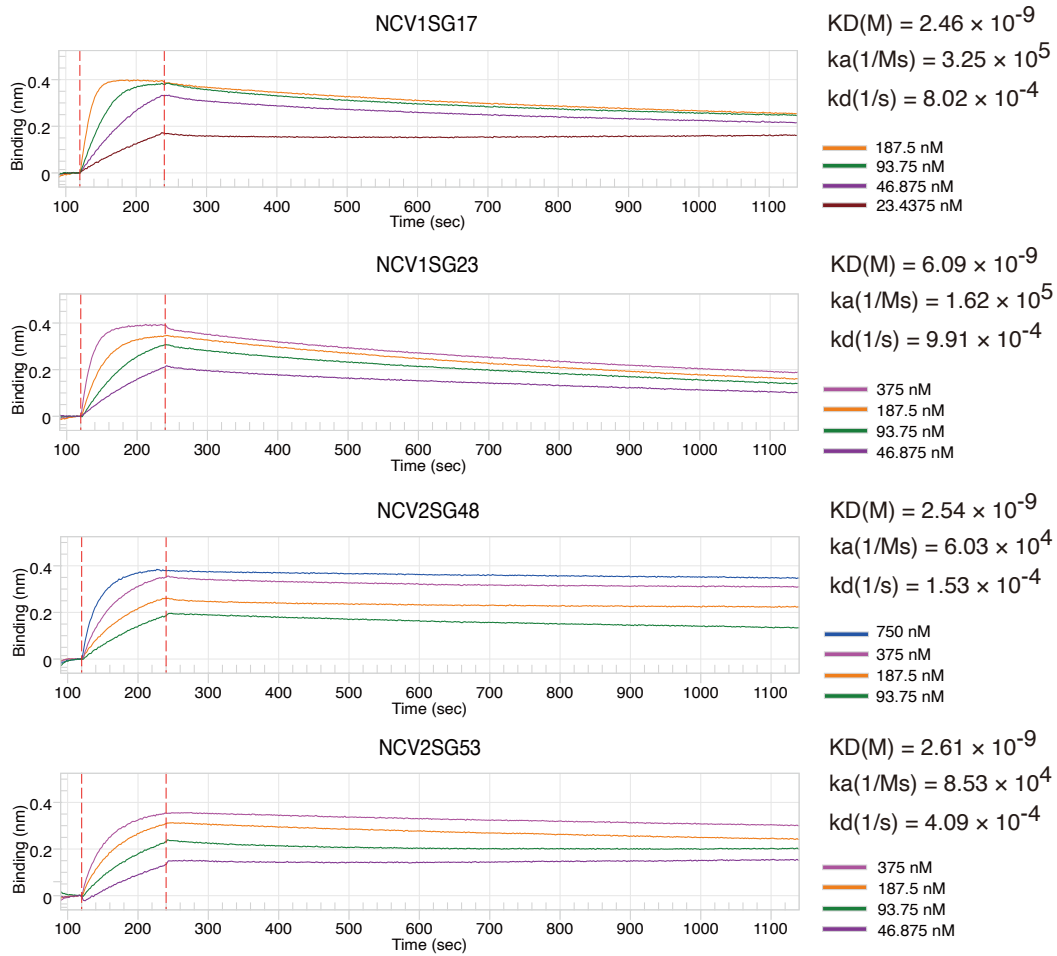 NCV1SG17
Binding (nm)
0.4
0.2
0
100 200 300 400 500 600 700 800 900 1000 1100
Time (sec)
KD(M) = 2.46 × 10-9
ka(1/Ms) = 3.25 × 105
kd(1/s) = 8.02 × 10-4
187.5 nM
93.75 nM
46.875 nM
23.4375 nM
NCV1SG23
Binding (nm)
0.4
0.2
0
100 200 300 400 500 600 700 800 900 1000 1100
Time (sec)
KD(M) = 6.09 × 10-9
ka(1/Ms) = 1.62 × 105
kd(1/s) = 9.91 × 10-4
375 nM
187.5 nM
93.75 nM
46.875 nM
NCV2SG48
Binding (nm)
0.4
0.2
0
100 200 300 400 500 600 700 800 900 1000 1100
Time (sec)
KD(M) = 2.54 × 10-9
ka(1/Ms) = 6.03 × 104
kd(1/s) = 1.53 × 10-4
750 nM
375 nM
187.5 nM
93.75 nM
NCV2SG53
Binding (nm)
0.4
0.2
0
100 200 300 400 500 600 700 800 900 1000 1100
Time (sec)
KD(M) = 2.61 × 10-9
ka(1/Ms) = 8.53 × 104
kd(1/s) = 4.09 × 10-4
375 nM
187.5 nM
93.75 nM
46.875 nM